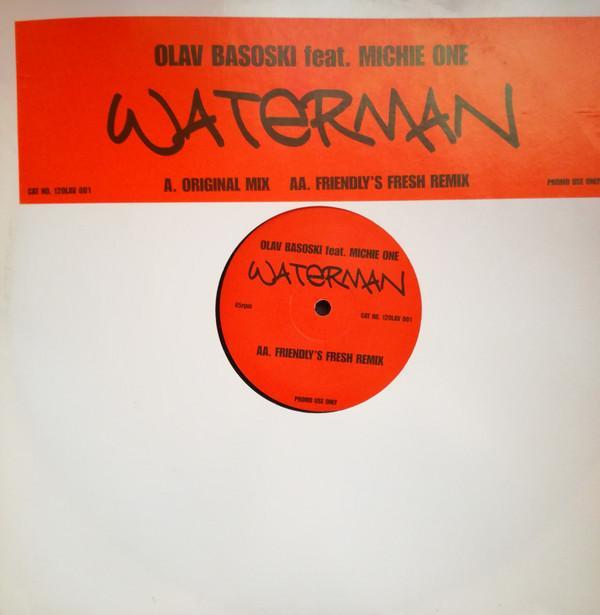 OLAV BASOSKI feat. MICHIE ONE
WATERMAN
A. ORIGINAL MIX AA. FRIENDLY'S FRESH REMIX
CAT NO. 12OLAV 001
PROMO USE ONLY
OLAV BASOSKI feat. MICHIE ONE
WATERMAN
45rpm
CAT NO. 12OLAV 001
AA. FRIENDLY'S FRESH REMIX
PROMO USE ONLY